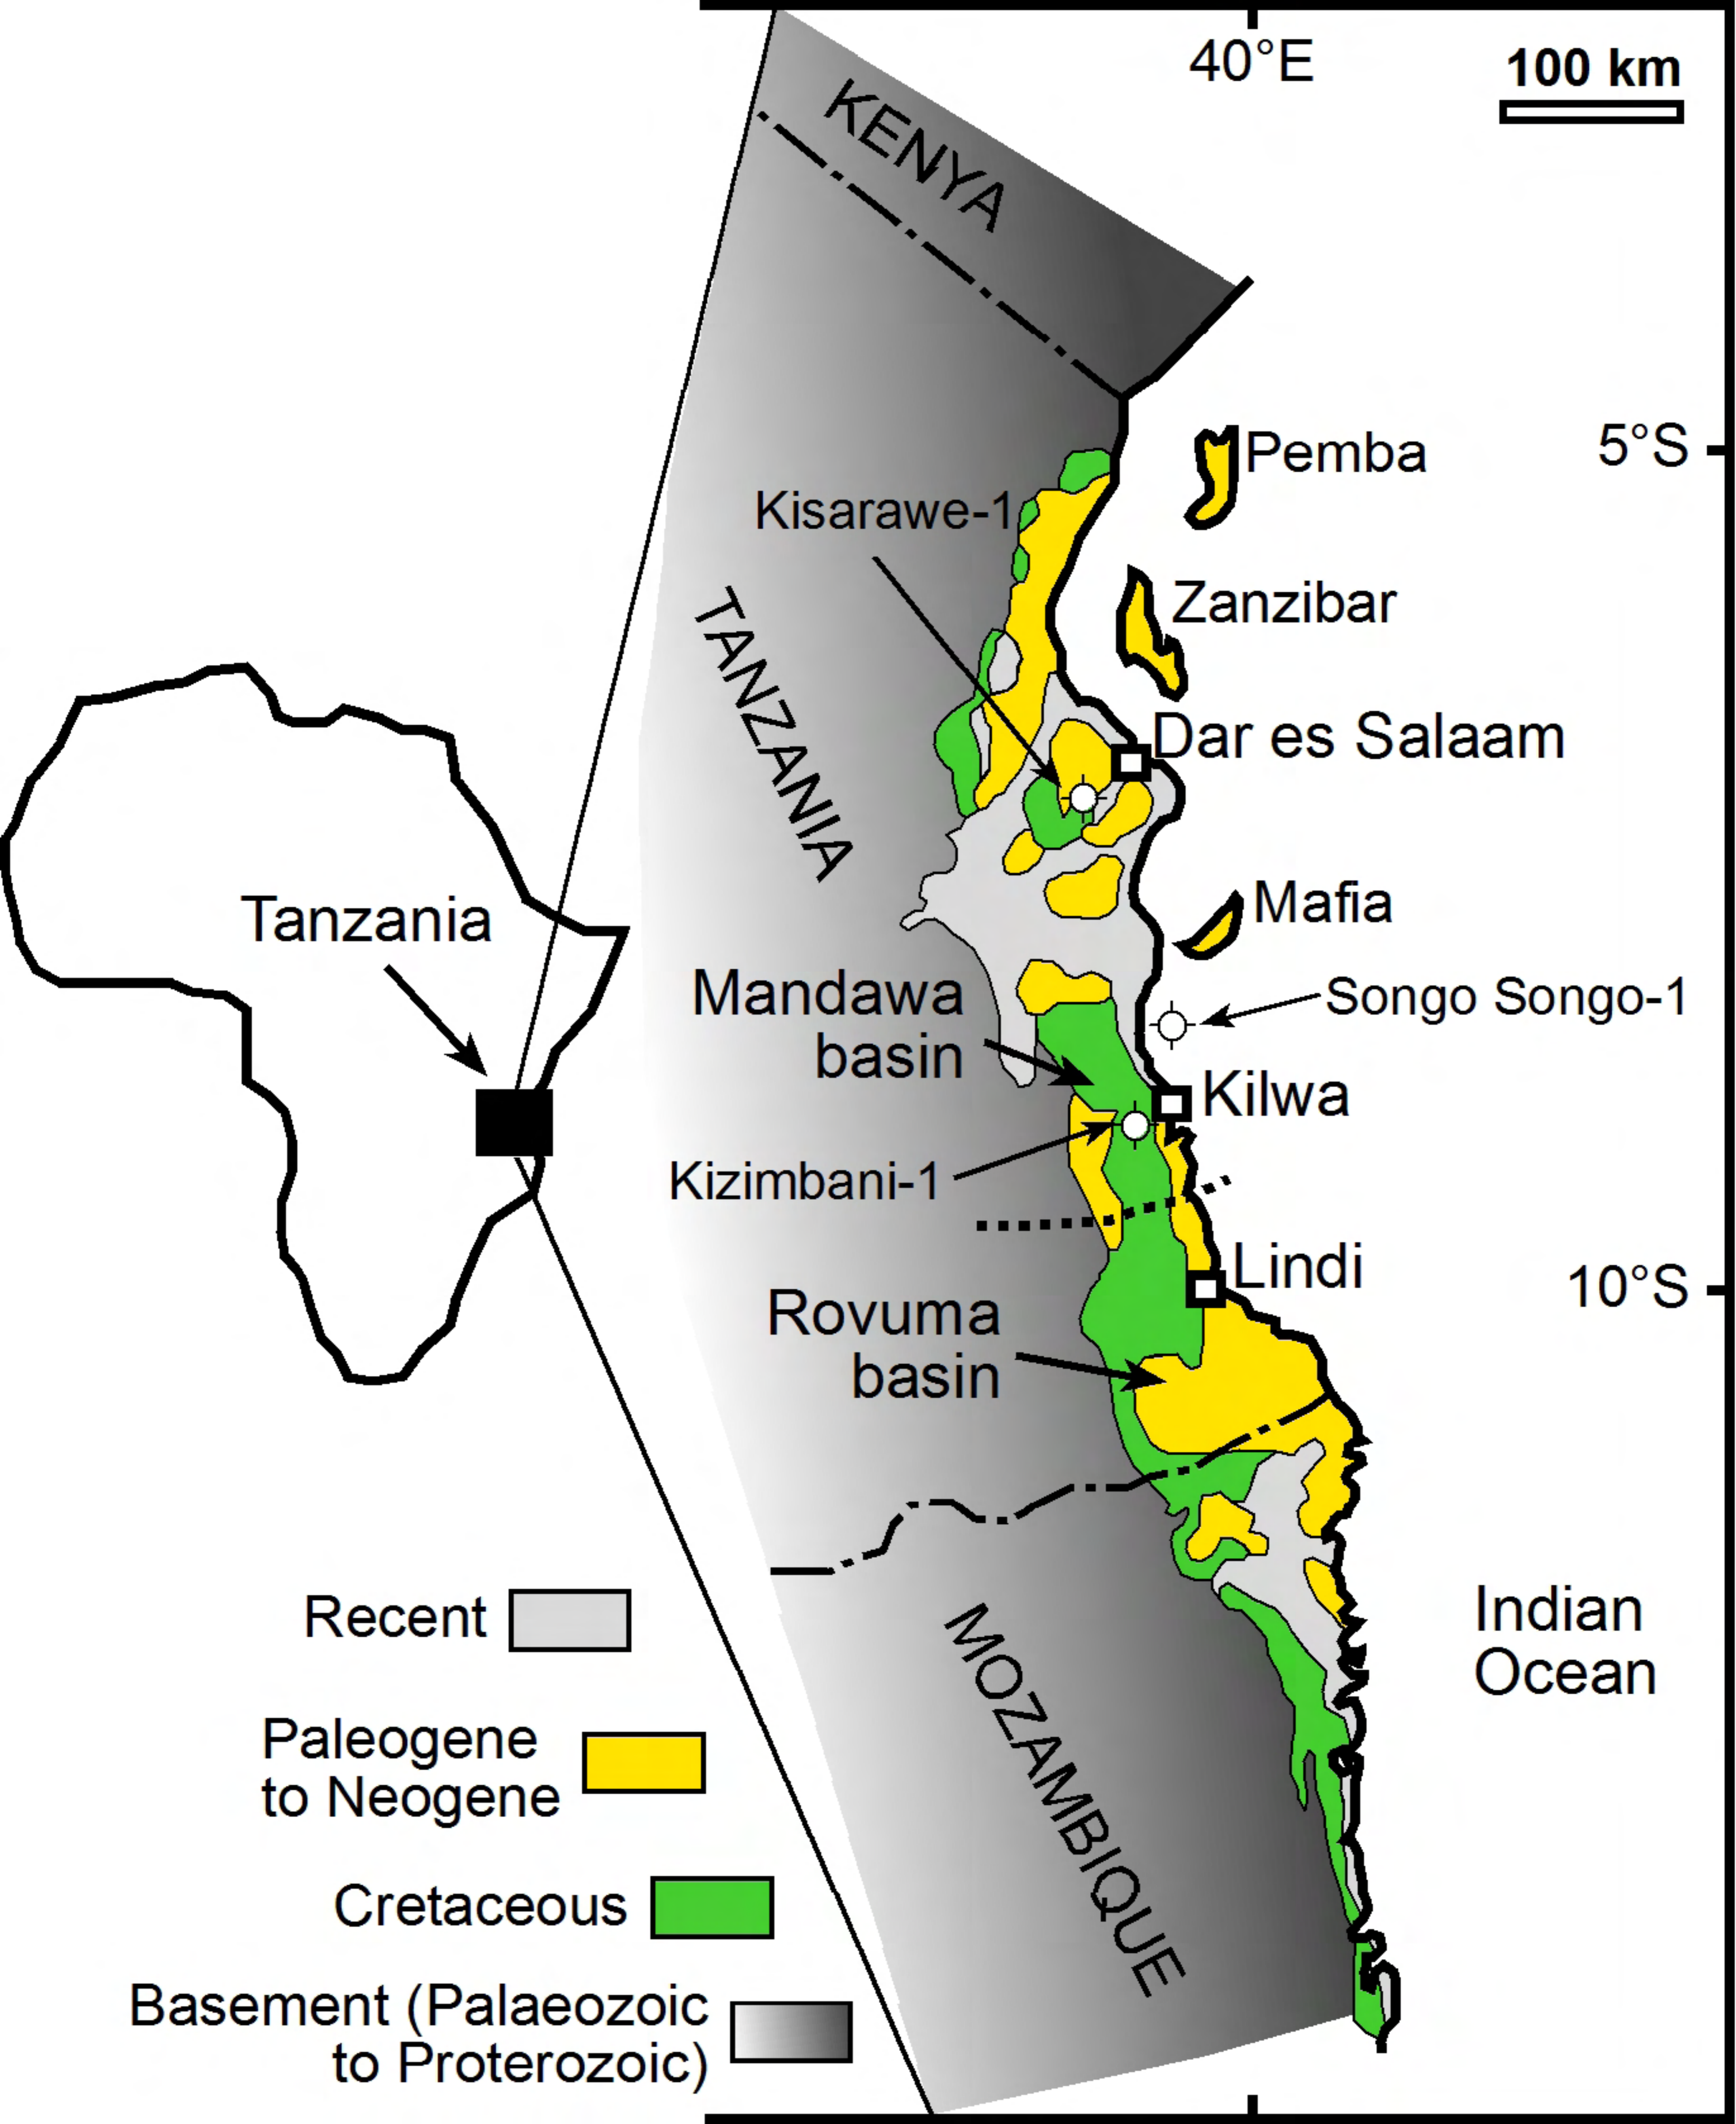 40°E
100 km
KENYA
5°S
Pemba
Kisarawe-1
Zanzibar
TANZANIA
Dar es Salaam
Tanzania
Mafia
Mandawa
basin
Songo Songo-1
Kilwa
Kizimbani-1
Lindi
10°S
Rovuma
basin
Recent
Indian
Ocean
MOZAMBIQUE
Paleogene
to Neogene
Cretaceous
Basement (Palaeozoic
to Proterozoic)